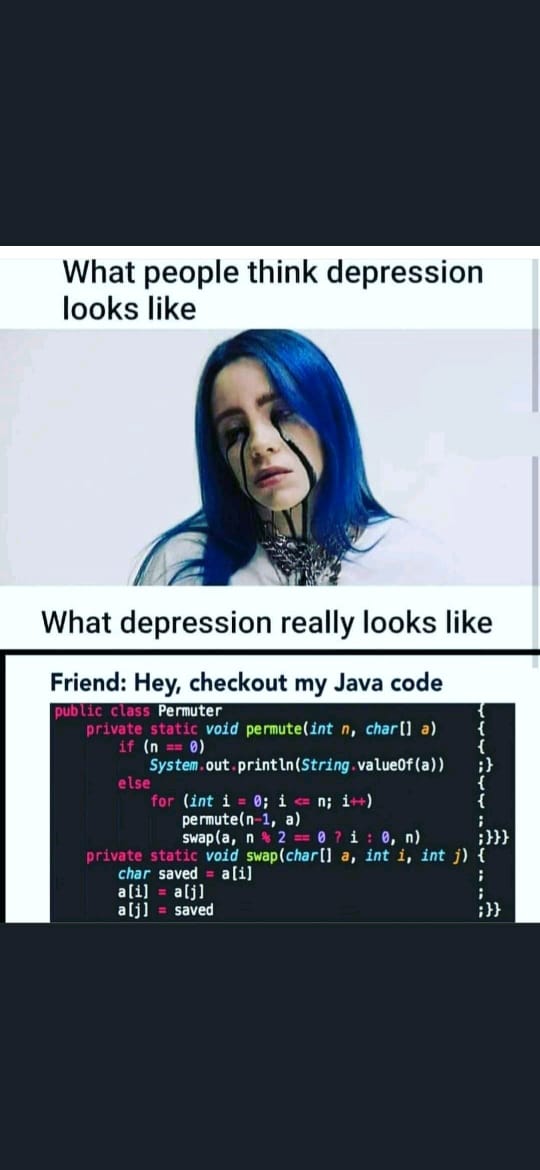 What people think depression
looks like
What depression really looks like
Friend: Hey, checkout my Java code
public class Permuter {
private static void permute(int n, char[] a) {
if (n == 0) {
System.out.println(String.valueOf(a)) ;}
else {
for (int i = 0; i <= n; i++) {
permute(n-1, a) ;
swap(a, n % 2 == 0 ? i : 0, n) ;}}}
private static void swap(char[] a, int i, int j) {
char saved = a[i] ;
a[i] = a[j] ;
a[j] = saved ;}}